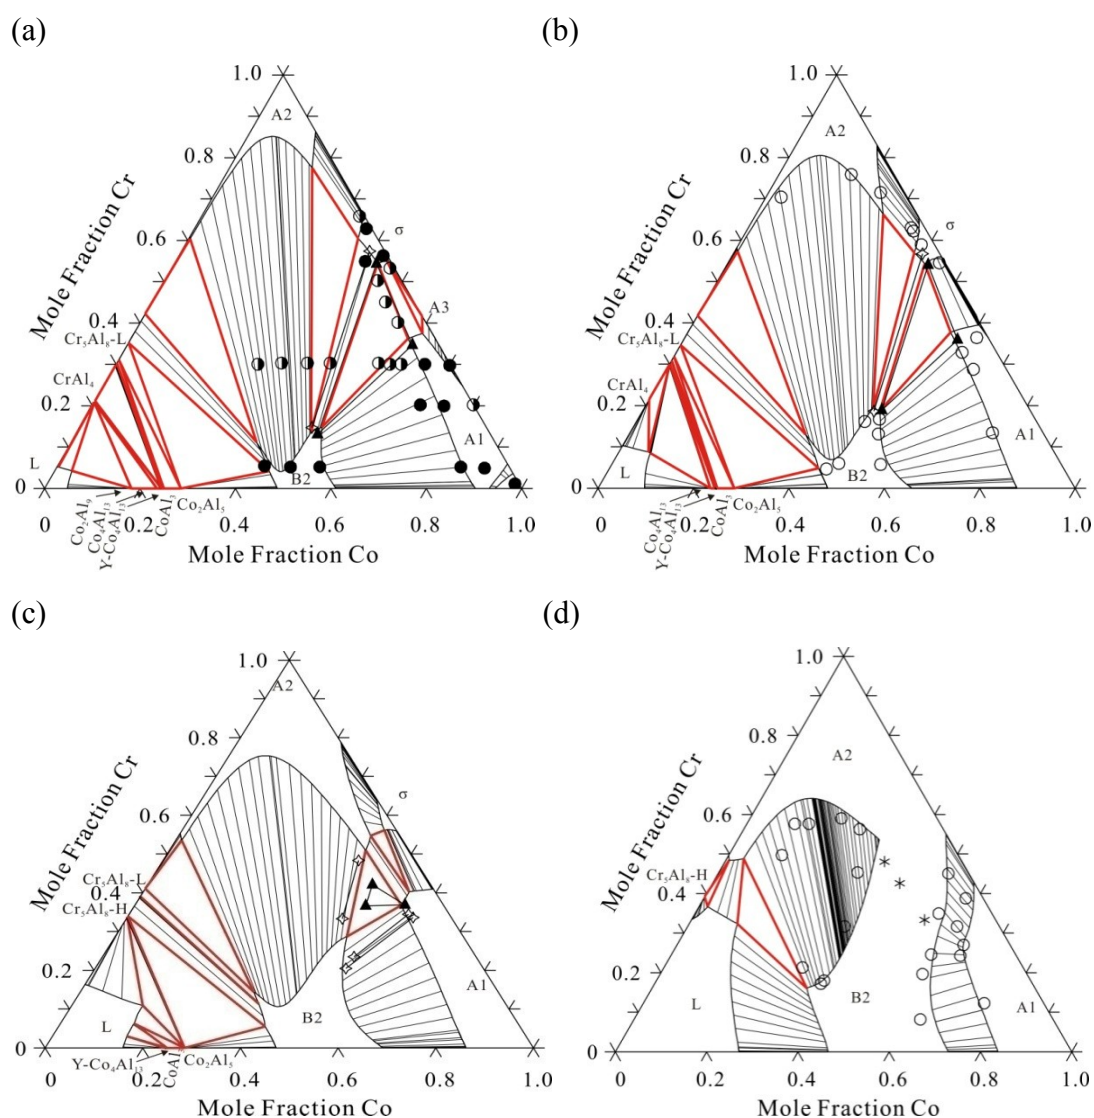 (a)
(b)
1.0
A2
0.8
0.6
σ
Mole Fraction Cr
0.4
A3
Cr₅Al₈-L
CrAl₄
0.2
A1
L
B2
0
Co₂Al₉
Co₄Al₁₃
Y-Co₄Al₁₃
CoAl₃
Co₂Al₅
0
0.2
0.4
0.6
0.8
1.0
Mole Fraction Co
1.0
A2
0.8
0.6
σ
Mole Fraction Cr
0.4
Cr₅Al₈-L
CrAl₄
0.2
A1
L
B2
0
Co₄Al₁₃
Y-Co₄Al₁₃
CoAl₃
Co₂Al₅
0
0.2
0.4
0.6
0.8
1.0
Mole Fraction Co
(c)
(d)
1.0
A2
0.8
0.6
σ
Mole Fraction Cr
Cr₅Al₈-L
0.4
Cr₅Al₈-H
0.2
A1
L
B2
0
Y-Co₄Al₁₃
Co₂Al₅
0
0.2
0.4
0.6
0.8
1.0
Mole Fraction Co
1.0
A2
0.8
0.6
Mole Fraction Cr
Cr₅Al₈-H
0.4
0.2
L
B2
A1
0
0
0.2
0.4
0.6
0.8
1.0
Mole Fraction Co